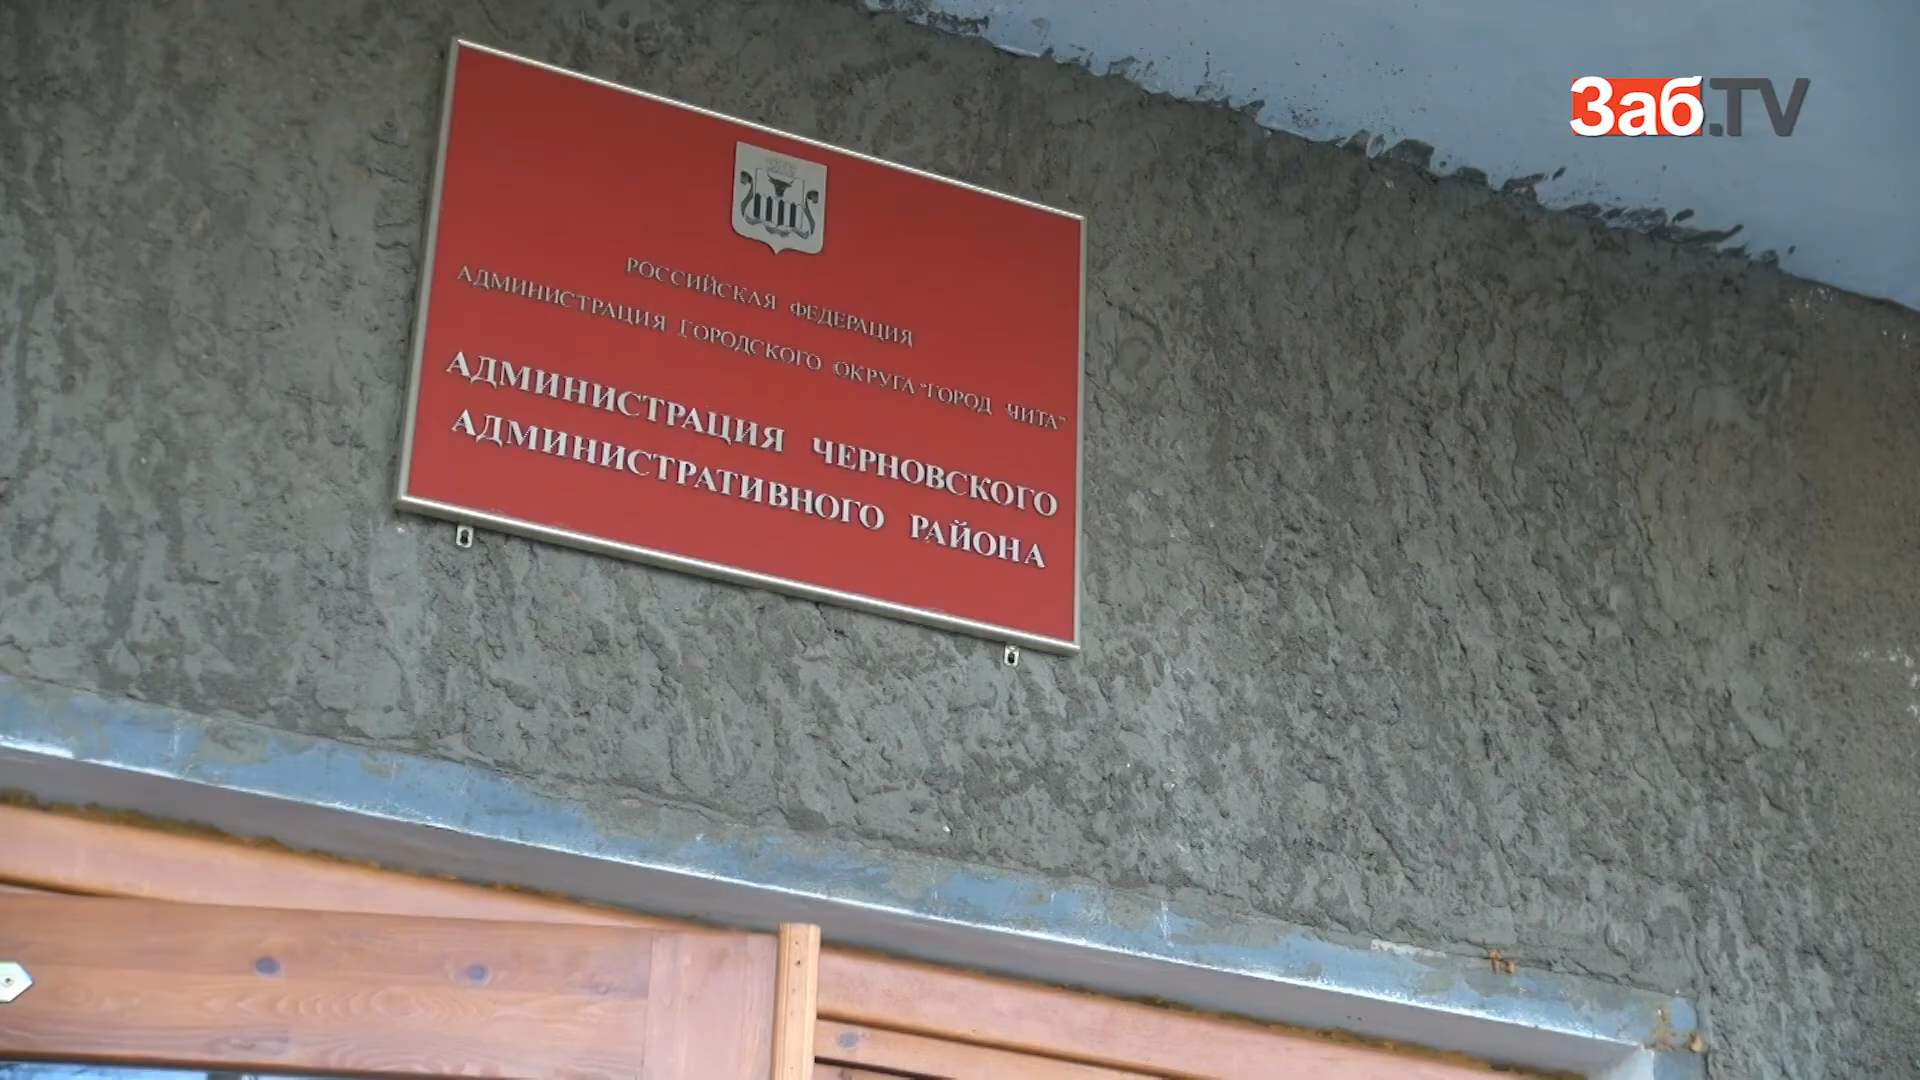 Заб.TV
РОССИЙСКАЯ ФЕДЕРАЦИЯ
АДМИНИСТРАЦИЯ ГОРОДСКОГО ОКРУГА "ГОРОД ЧИТА"
АДМИНИСТРАЦИЯ ЧЕРНОВСКОГО
АДМИНИСТРАТИВНОГО РАЙОНА